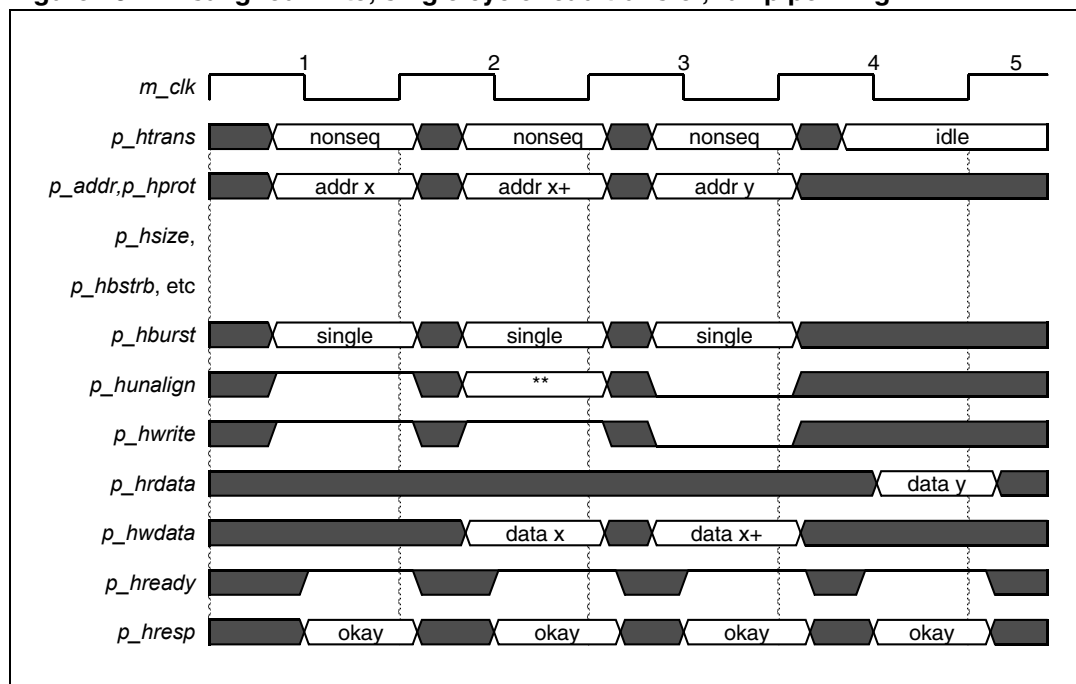 1 2 3 4 5
m_clk
p_htrans nonseq nonseq nonseq idle
p_addr,p_hprot addr x addr x+ addr y
p_hsize,
p_hbstrb, etc
p_hburst single single single
p_hunalign **
p_hwrite
p_hrdata data y
p_hwdata data x data x+
p_hready
p_hresp okay okay okay okay